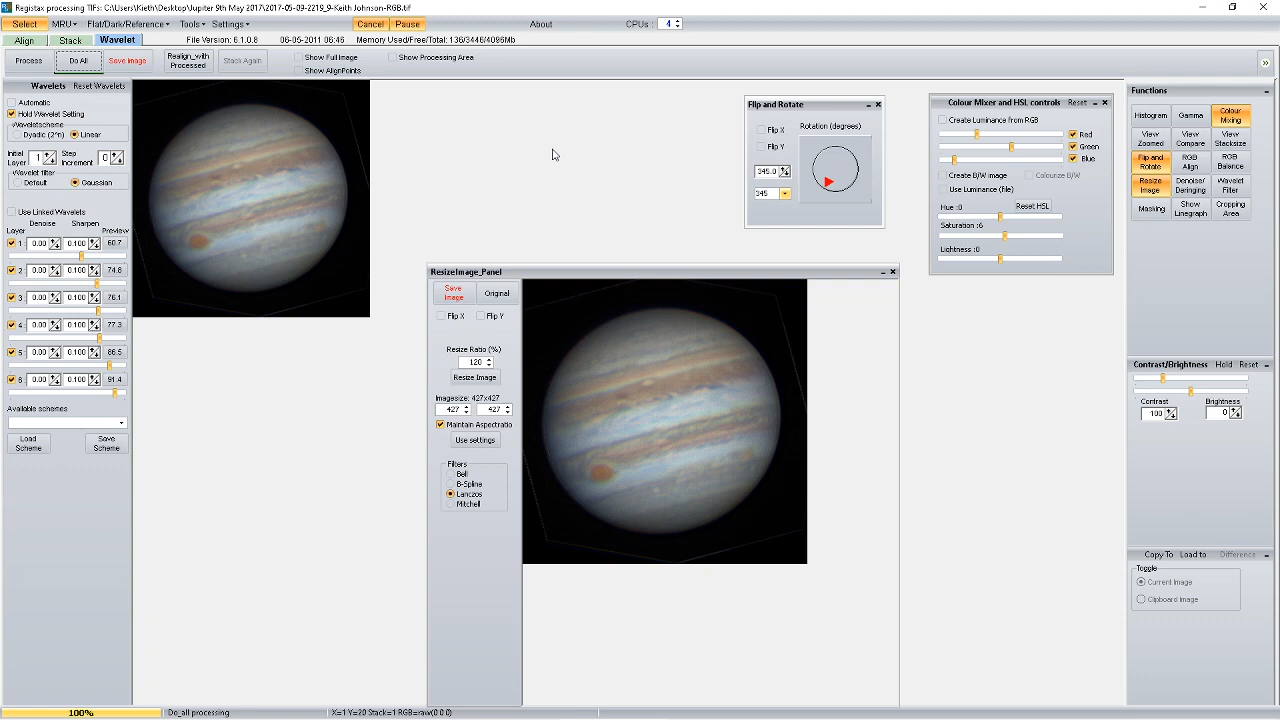 Registax processing TIFs: C:\Users\Kieth\Desktop\Jupiter 9th May 2017\2017-05-09-2219_9-Keith Johnson-RGB.tif
Select MRU Flat/Dark/Reference Tools Settings Cancel Pause About CPUs : 4
Align Stack Wavelet File Version: 6.1.0.8 06-05-2011 06:46 Memory Used/Free/Total: 136/3446/4096Mb
Process Do All Save Image Realign_with Processed Stack Again Show Full Image Show Processing Area
Show AlignPoints
Wavelets Reset Wavelets
Automatic
Hold Wavelet Setting
Waveletscheme
Dyadic (2^n) Linear
Initial Layer 1 Step Increment 0
Wavelet filter
Default Gaussian
Use Linked Wavelets
Denoise Sharpen
Layer Preview
1 0.00 0.100 60.7
2 0.00 0.100 74.8
3 0.00 0.100 76.1
4 0.00 0.100 77.3
5 0.00 0.100 86.5
6 0.00 0.100 91.4
Available schemes
Load Scheme Save Scheme
Flip and Rotate
Flip X Rotation (degrees)
Flip Y
345.0
345
Colour Mixer and HSL controls Reset
Create Luminance from RGB
Red
Green
Blue
Create B/W image Colourize B/W
Use Luminance (file)
Hue :0 Reset HSL
Saturation :6
Lightness :0
ResizeImage_Panel
Save Image Original
Flip X Flip Y
Resize Ratio (%)
120
Resize Image
Imagesize: 427x427
427 427
Maintain Aspectratio
Use settings
Filters
Bell
B-Spline
Lanczos
Mitchell
Functions
Histogram Gamma Colour Mixing
View Zoomed View Compare View Stacksize
Flip and Rotate RGB Align RGB Balance
Resize Image Denoise/ Deringing Wavelet Filter
Masking Show Linegraph Cropping Area
Contrast/Brightness Hold Reset
Contrast Brightness
100 0
Copy To Load to Difference
Toggle
Current Image
Clipboard Image
100% Do_all processing X=1 Y=20 Stack=1 RGB=raw(0 0 0)